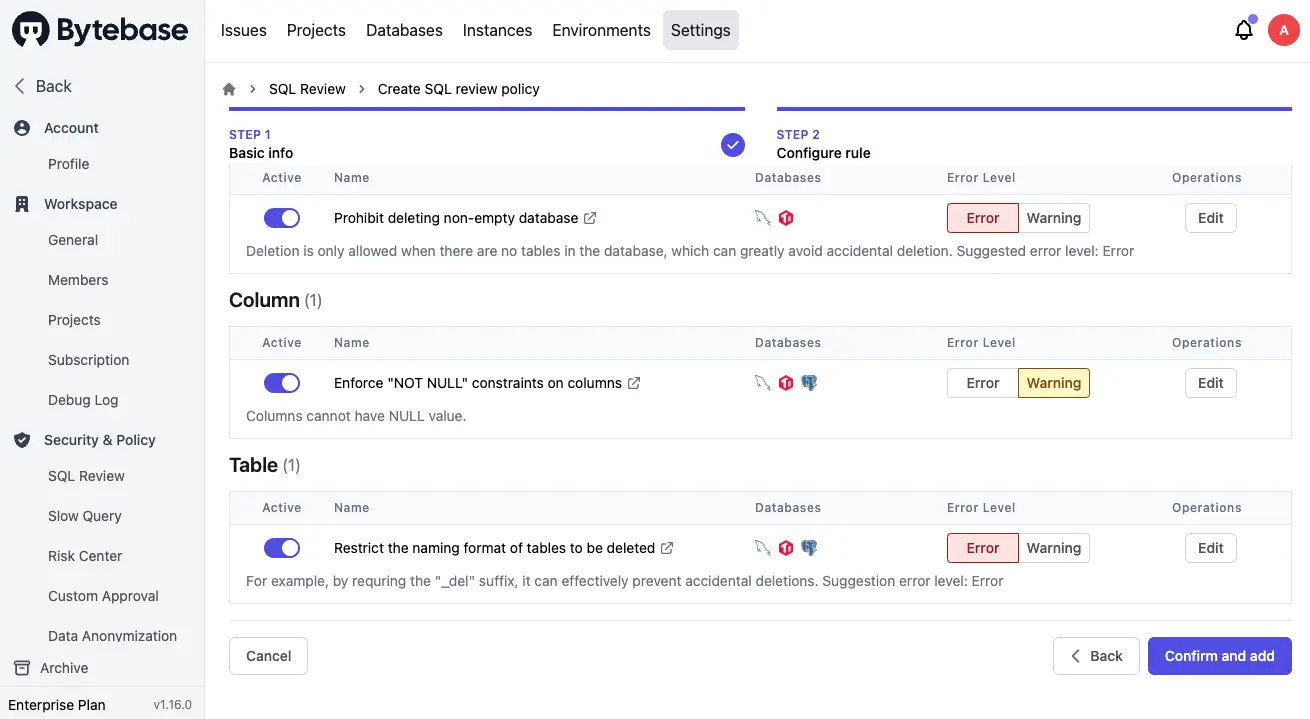 Bytebase
Issues Projects Databases Instances Environments Settings
A
Back
Account
Profile
Workspace
General
Members
Projects
Subscription
Debug Log
Security & Policy
SQL Review
Slow Query
Risk Center
Custom Approval
Data Anonymization
Archive
Enterprise Plan v1.16.0
SQL Review Create SQL review policy
STEP 1
Basic info
STEP 2
Configure rule
Active Name Databases Error Level Operations
Prohibit deleting non-empty database Error Warning Edit
Deletion is only allowed when there are no tables in the database, which can greatly avoid accidental deletion. Suggested error level: Error
Column (1)
Active Name Databases Error Level Operations
Enforce "NOT NULL" constraints on columns Error Warning Edit
Columns cannot have NULL value.
Table (1)
Active Name Databases Error Level Operations
Restrict the naming format of tables to be deleted Error Warning Edit
For example, by requring the "_del" suffix, it can effectively prevent accidental deletions. Suggestion error level: Error
Cancel Back Confirm and add